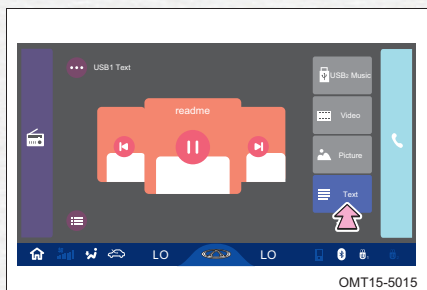 USB1 Text
USB2 Music
readme
Video
Picture
Text
LO
LO
OMT15-5015